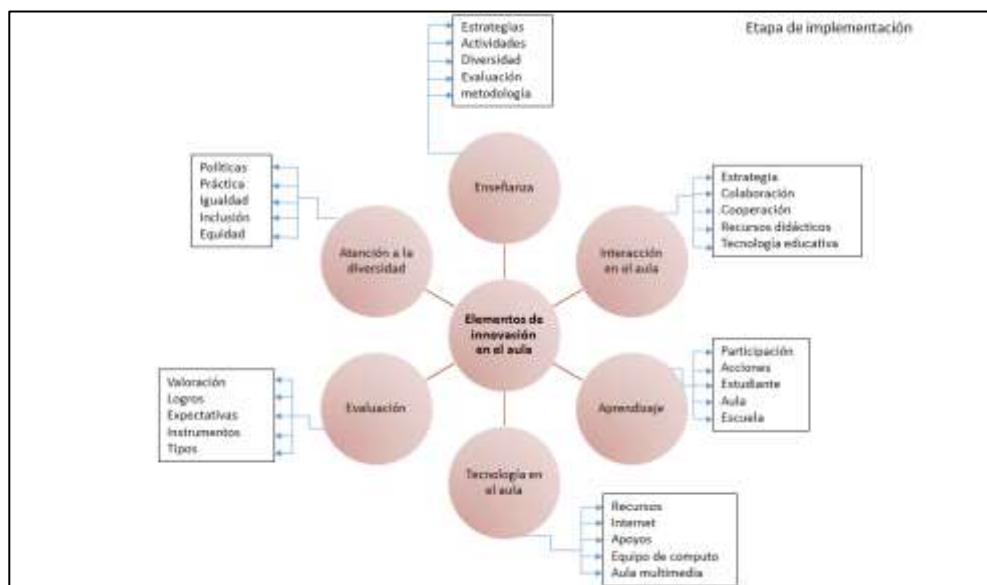 Etapa de implementación
Estrategias
Actividades
Diversidad
Evaluación
metodología
Enseñanza
Políticas
Práctica
Igualdad
Inclusión
Equidad
Atención a la
diversidad
Estrategia
Colaboración
Cooperación
Recursos didácticos
Tecnología educativa
Interacción
en el aula
Elementos de
innovación
en el aula
Valoración
Logros
Expectativas
Instrumentos
Tipos
Evaluación
Participación
Acciones
Estudiante
Aula
Escuela
Aprendizaje
Tecnología en
el aula
Recursos
Internet
Apoyos
Equipo de computo
Aula multimedia